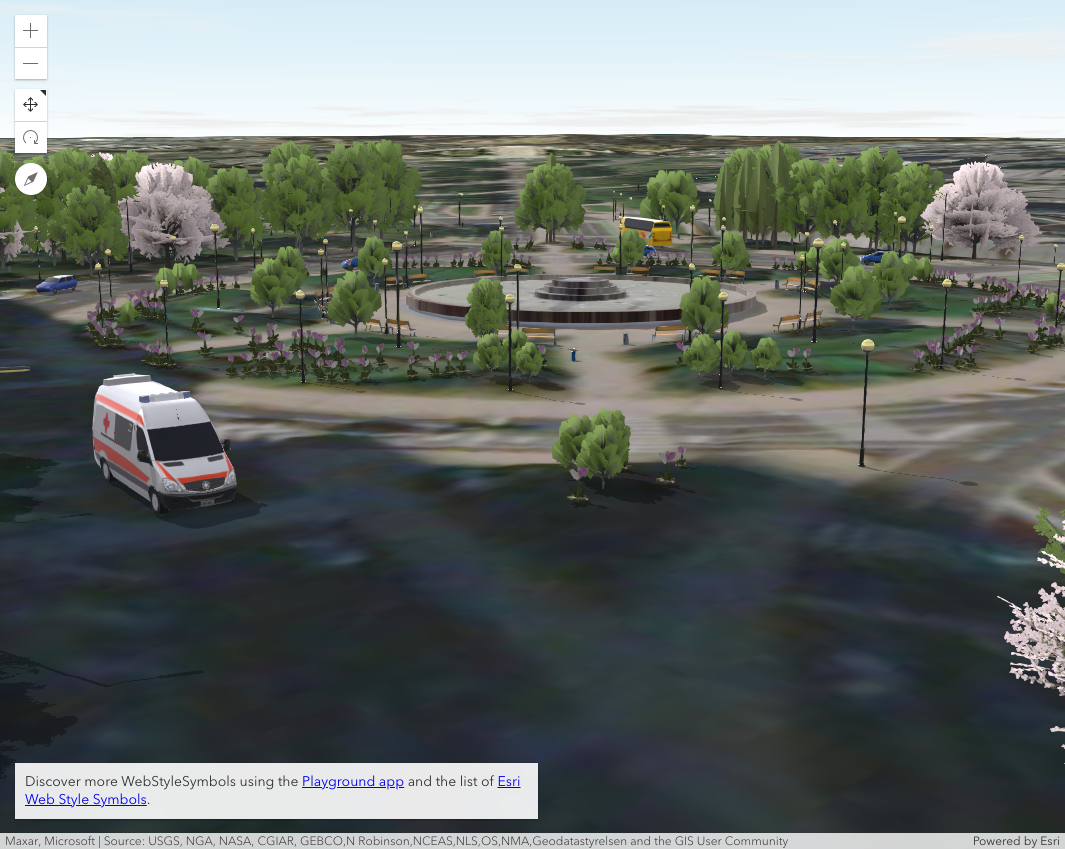 Discover more WebStyleSymbols using the Playground app and the list of Esri
Web Style Symbols.
Maxar, Microsoft | Source: USGS, NGA, NASA, CGIAR, GEBCO,N Robinson,NCEAS,NLS,OS,NMA,Geodatastyrelsen and the GIS User Community
Powered by Esri